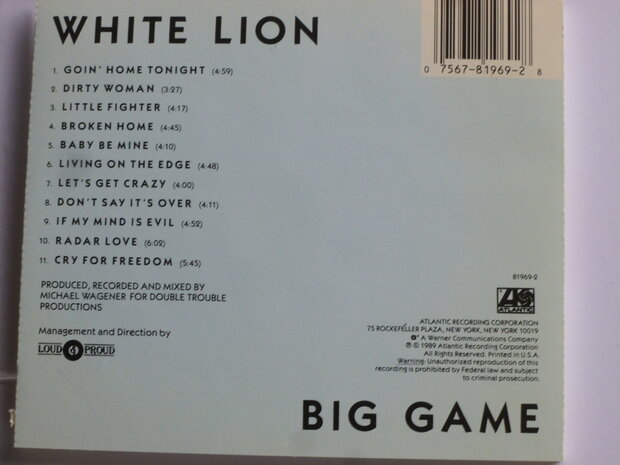 WHITE LION
0 7567-81969-2 8
1. GOIN' HOME TONIGHT (4:59)
2. DIRTY WOMAN (3:27)
3. LITTLE FIGHTER (4:17)
4. BROKEN HOME (4:45)
5. BABY BE MINE (4:10)
6. LIVING ON THE EDGE (4:48)
7. LET'S GET CRAZY (4:00)
8. DON'T SAY IT'S OVER (4:11)
9. IF MY MIND IS EVIL (4:52)
10. RADAR LOVE (6:02)
11. CRY FOR FREEDOM (5:45)
PRODUCED, RECORDED AND MIXED BY
MICHAEL WAGENER FOR DOUBLE TROUBLE
PRODUCTIONS
Management and Direction by
LOUD & PROUD
81969-2
ATLANTIC
ATLANTIC RECORDING CORPORATION
75 ROCKEFELLER PLAZA, NEW YORK, NEW YORK 10019
A Warner Communications Company
℗ © 1989 Atlantic Recording Corporation
All Rights Reserved. Printed in U.S.A.
Warning: Unauthorized reproduction of this
recording is prohibited by Federal law and subject
to criminal prosecution.
BIG GAME